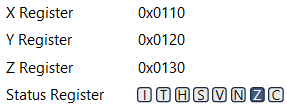 X Register 0x0110
Y Register 0x0120
Z Register 0x0130
Status Register I T H S V N Z C